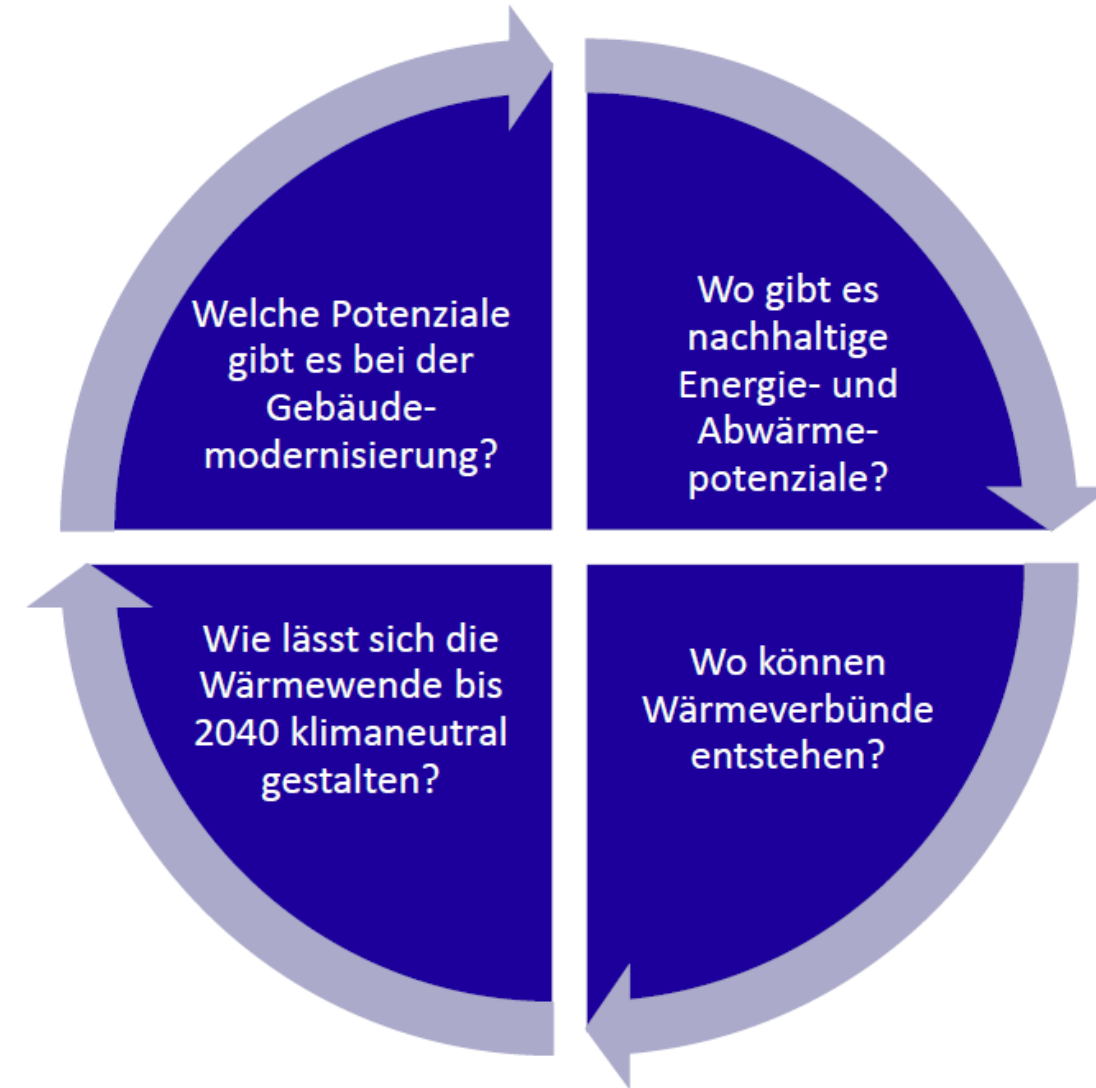 Welche Potenziale
gibt es bei der
Gebäude-
modernisierung?
Wo gibt es
nachhaltige
Energie- und
Abwärme-
potenziale?
Wie lässt sich die
Wärmewende bis
2040 klimaneutral
gestalten?
Wo können
Wärmeverbünde
entstehen?